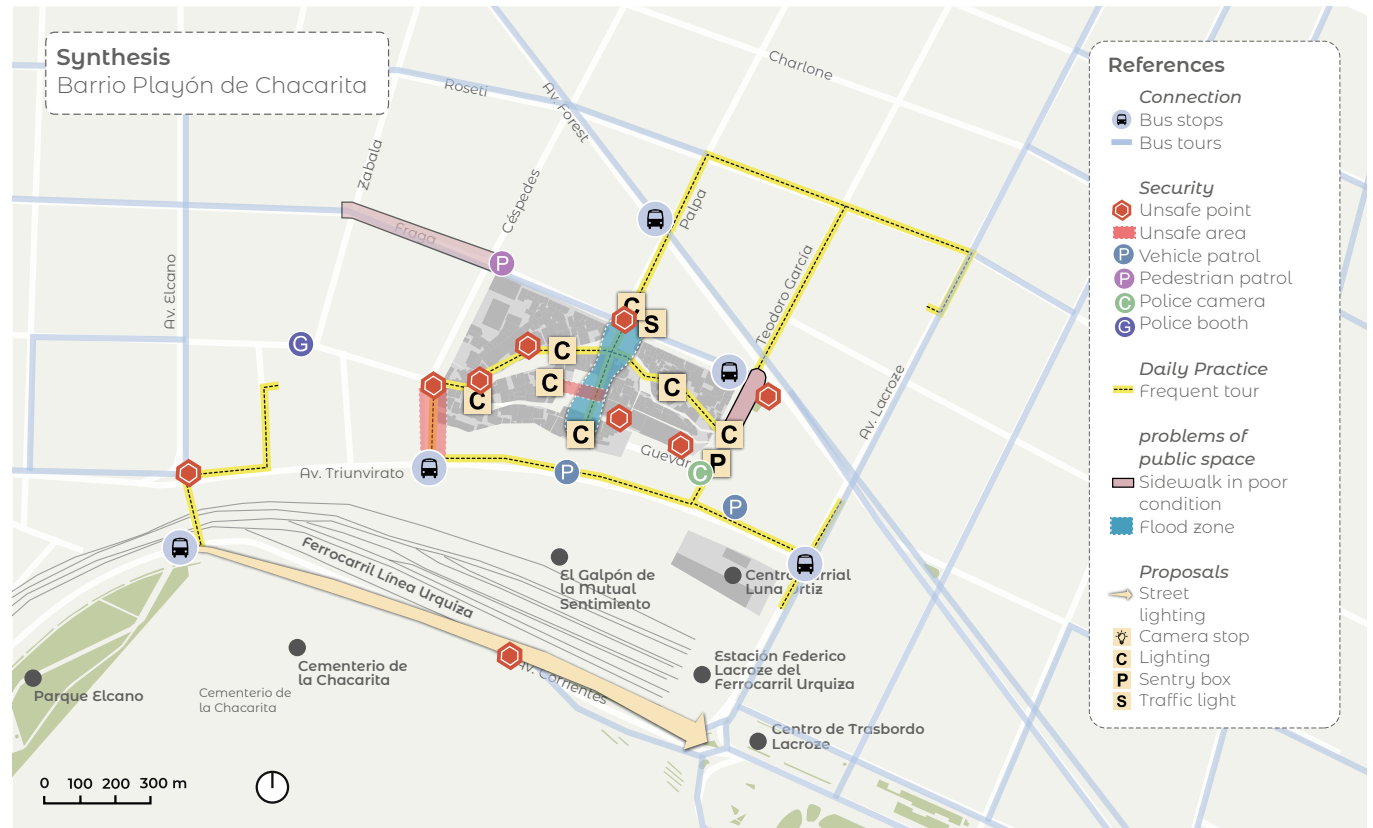 Synthesis
Barrio Playón de Chacarita
Charlone
Roseti
Av. Forest
Zabala
Céspedes
Palpa
Fraga
P
Av. Elcano
Teodoro García
G
C
S
C
C
C
C
C
C
P
C
P
P
Guevar
Av. Lacroze
Av. Triunvirato
Ferrocarril Línea Urquiza
El Galpón de
la Mutual
Sentimiento
Centro
rrial
Luna
rtiz
Estación Federico
Lacroze del
Ferrocarril Urquiza
Cementerio de
la Chacarita
Cementerio de
la Chacarita
Parque Elcano
Av. Corrientes
Centro de Trasbordo
Lacroze
0 100 200 300 m
References
Connection
Bus stops
Bus tours
Security
Unsafe point
Unsafe area
P Vehicle patrol
P Pedestrian patrol
C Police camera
G Police booth
Daily Practice
Frequent tour
problems of
public space
Sidewalk in poor
condition
Flood zone
Proposals
Street
lighting
Camera stop
C Lighting
P Sentry box
S Traffic light